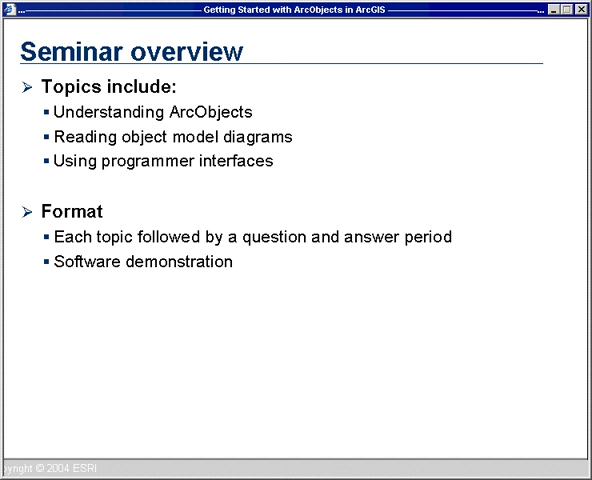 ... Getting Started with ArcObjects in ArcGIS ...
Seminar overview
Topics include:
Understanding ArcObjects
Reading object model diagrams
Using programmer interfaces
Format
Each topic followed by a question and answer period
Software demonstration
pyright © 2004 ESRI